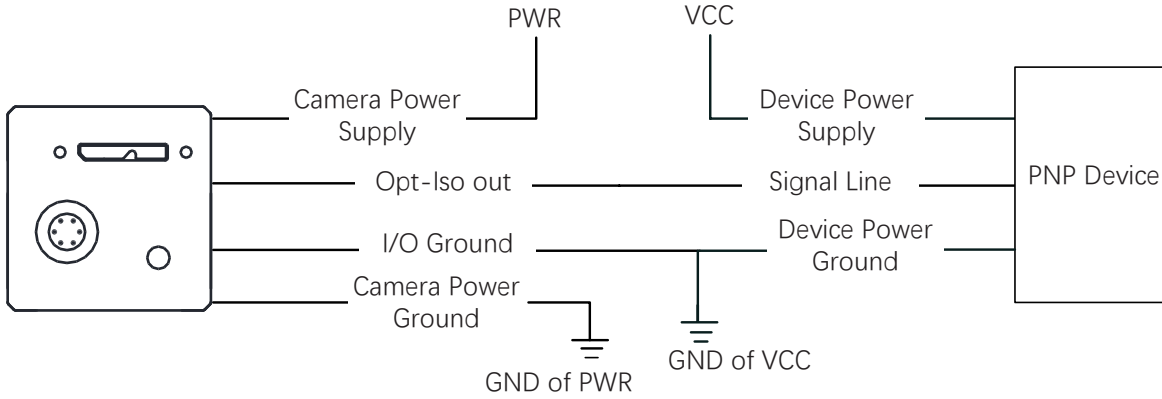 PWR
VCC
Camera Power
Supply
Device Power
Supply
Opt-Iso out
Signal Line
PNP Device
I/O Ground
Device Power
Ground
Camera Power
Ground
GND of VCC
GND of PWR